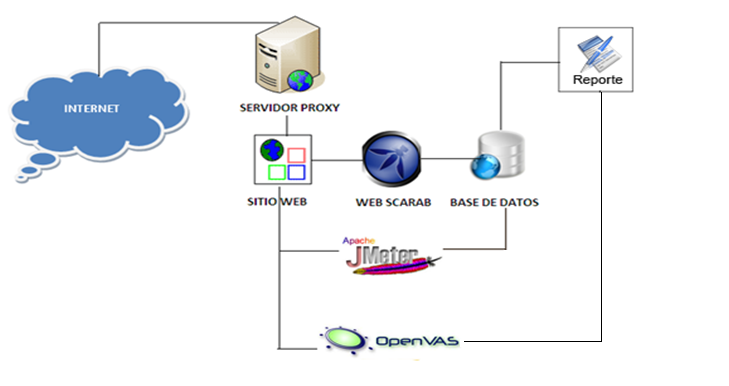 Reporte
INTERNET
SERVIDOR PROXY
SITIO WEB
WEB SCARAB
BASE DE DATOS
Apache
JMeter
OpenVAS